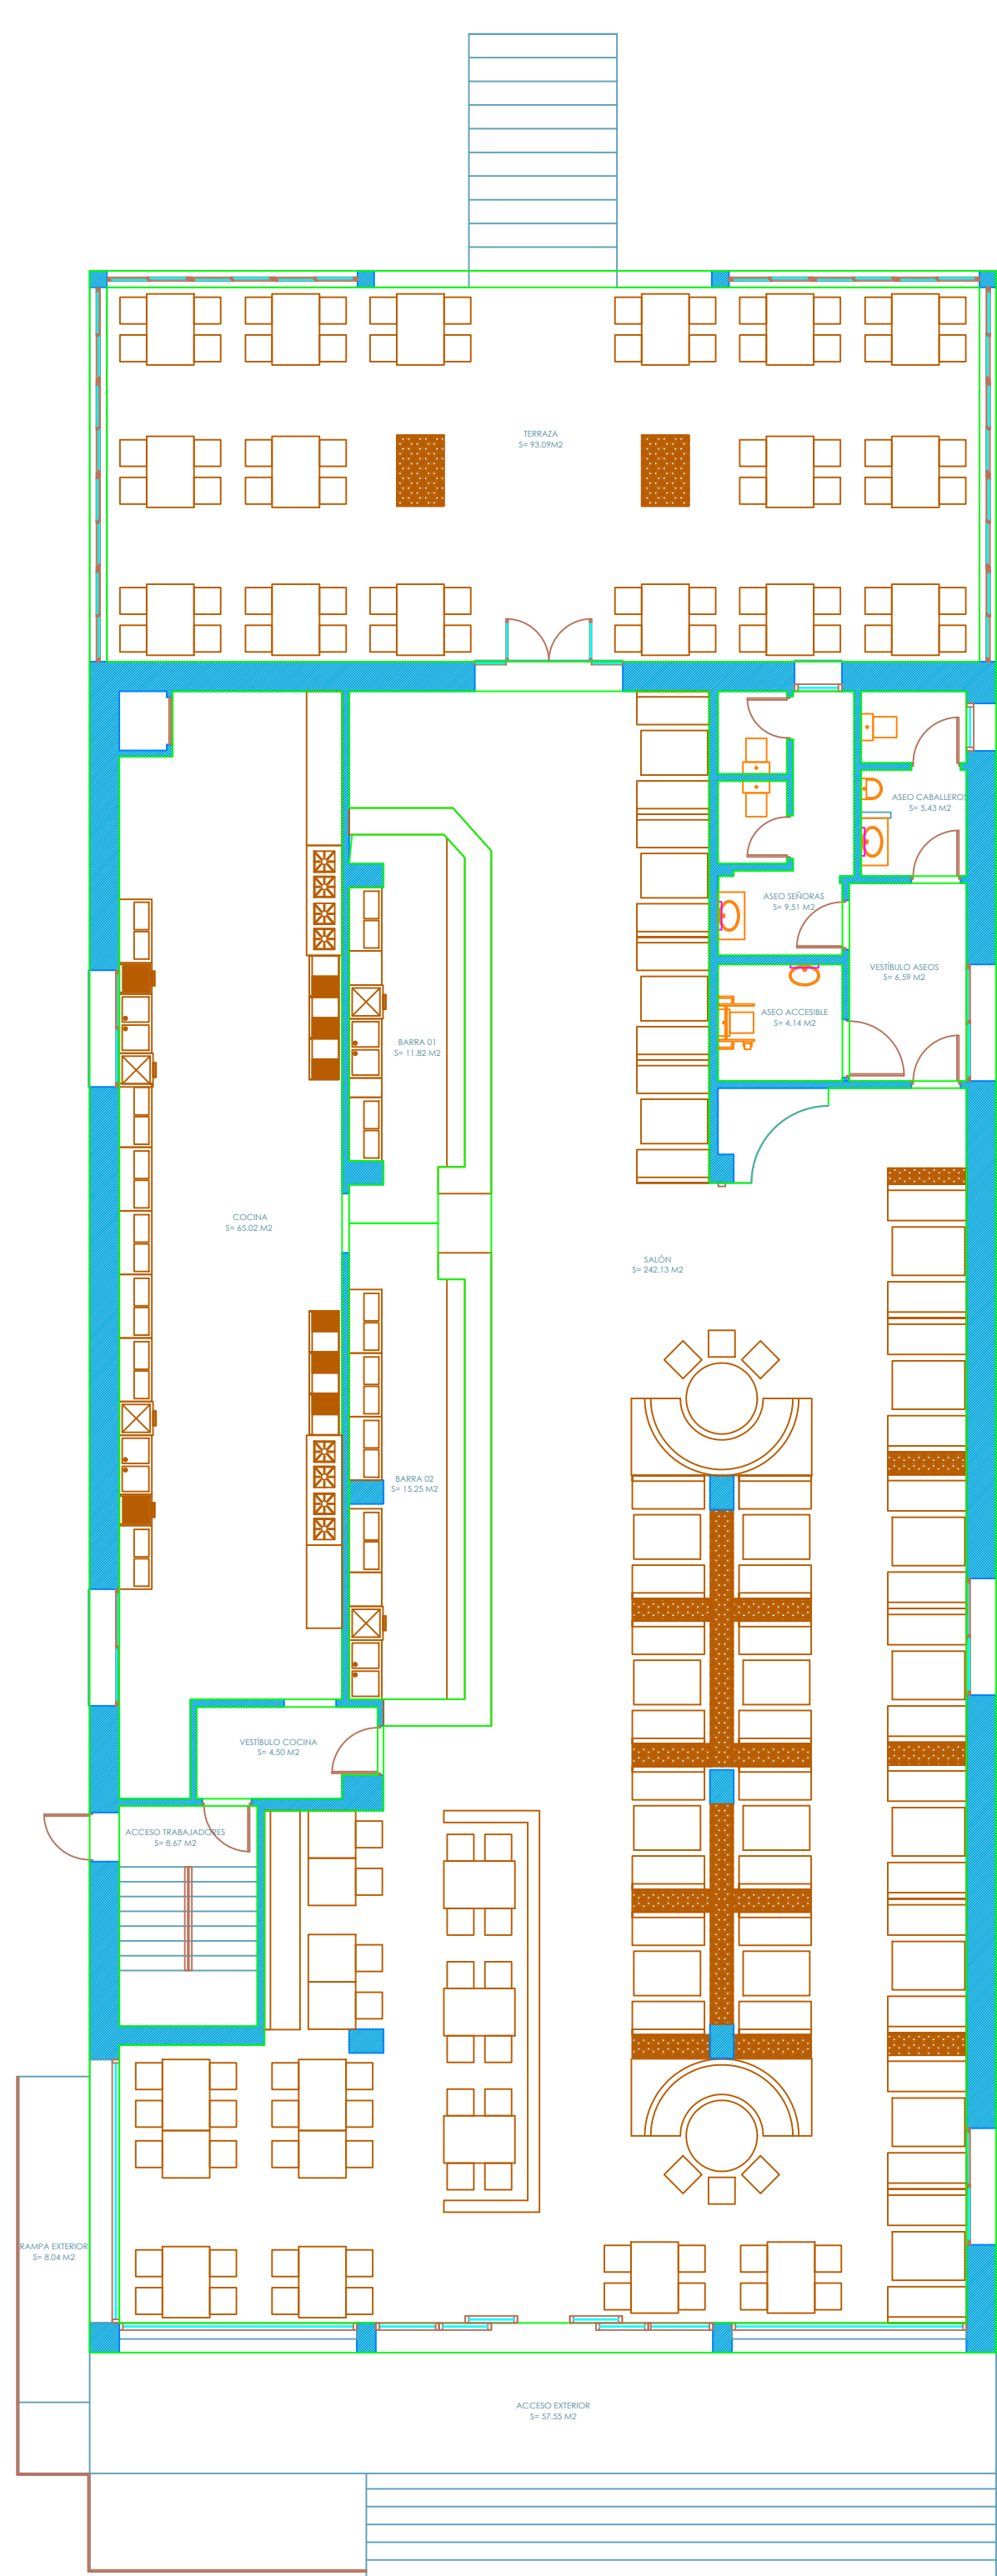 TERRAZA
S= 93.09M2
ASEO CABALLEROS
S= 5.43 M2
ASEO SEÑORAS
S= 9.51 M2
VESTÍBULO ASEOS
S= 6.59 M2
ASEO ACCESIBLE
S= 4.14 M2
BARRA 01
S= 11.82 M2
COCINA
S= 65.02 M2
SALÓN
S= 242.13 M2
BARRA 02
S= 15.25 M2
VESTÍBULO COCINA
S= 4.50 M2
ACCESO TRABAJADORES
S= 8.67 M2
RAMPA EXTERIOR
S= 8.04 M2
ACCESO EXTERIOR
S= 57.55 M2